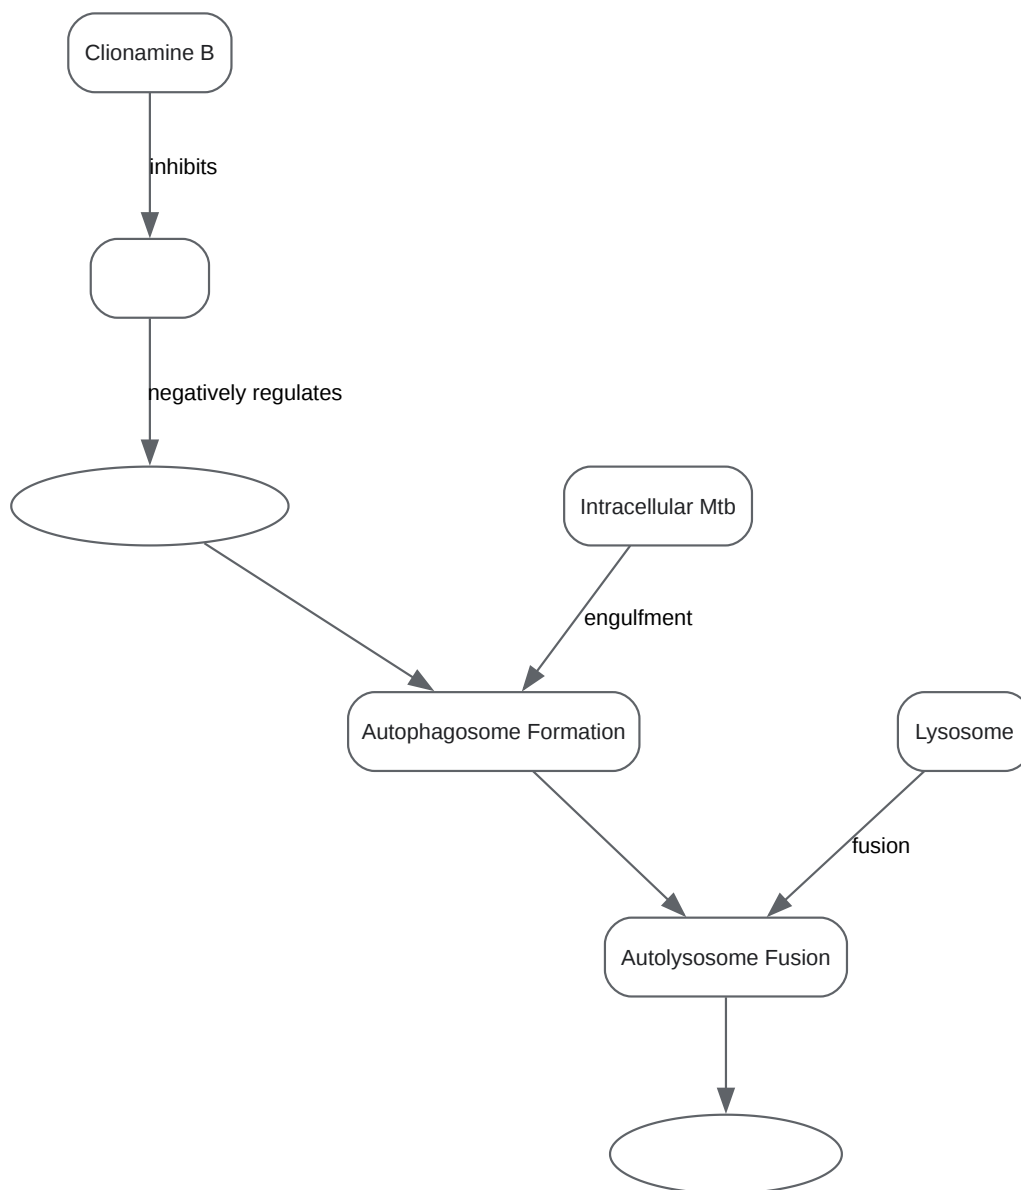 Clionamine B
inhibits
negatively regulates
Intracellular Mtb
engulfment
Autophagosome Formation
Lysosome
fusion
Autolysosome Fusion